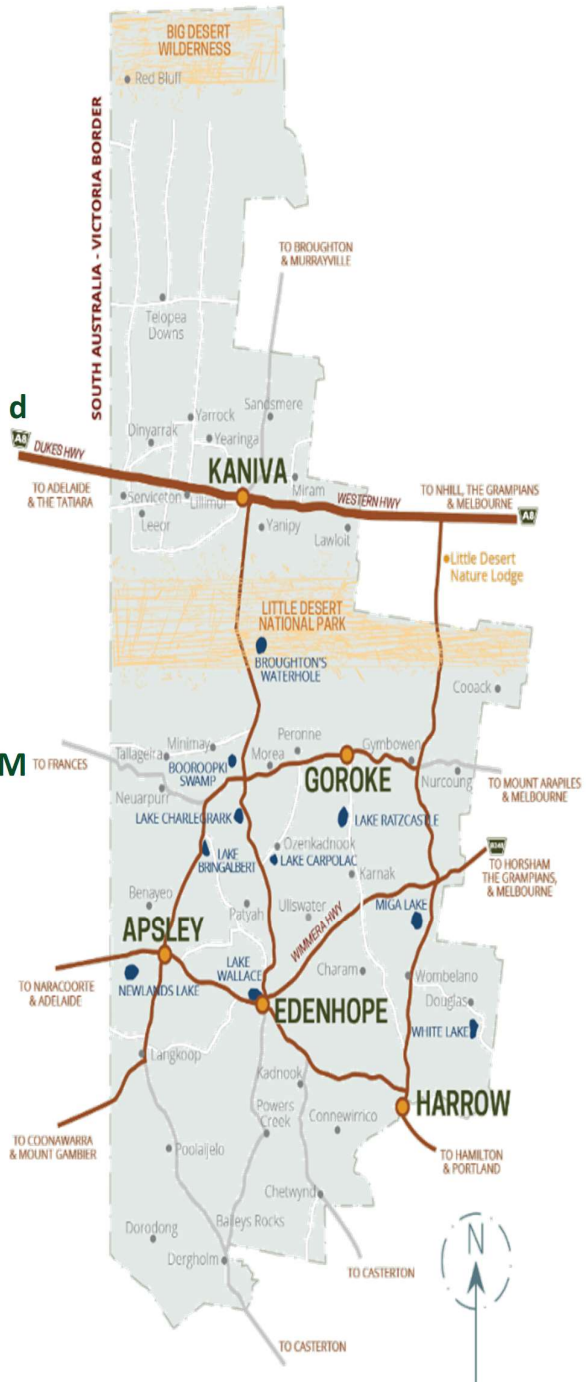 BIG DESERT
WILDERNESS
Red Bluff
SOUTH AUSTRALIA - VICTORIA BORDER
TO BROUGHTON
& MURRAYVILLE
Telopea
Downs
d
Yarrock
Sandsmere
Dinyarrak
Yearinga
A8
DUKES HWY
KANIVA
TO ADELAIDE
& THE TATIARA
Serviceton
Lillimur
Miram
WESTERN HWY
TO NHILL, THE GRAMPIANS
& MELBOURNE
A8
Leeor
Yanipy
Lawloit
Little Desert
Nature Lodge
LITTLE DESERT
NATIONAL PARK
BROUGHTON'S
WATERHOLE
Cooack
M
TO FRANCES
Tallageira
Minimay
Peronne
Morea
Gymbowen
BOOROOPKI
SWAMP
GOROKE
Nurcoung
TO MOUNT ARAPILES
& MELBOURNE
Neuarpurr
LAKE CHARLEGRARK
LAKE RATZCASTLE
LAKE
BRINGALBERT
Ozenkadnook
LAKE CARPOLAC
Karnak
TO HORSHAM
THE GRAMPIANS,
& MELBOURNE
Benayeo
Patyah
Ullswater
MIGA LAKE
APSLEY
WIMMERA HWY
LAKE
WALLACE
Charam
Wombelano
TO NARACOORTE
& ADELAIDE
NEWLANDS LAKE
EDENHOPE
Douglas
WHITE LAKE
Langkoop
Kadnook
HARROW
Powers
Creek
Connewirrico
TO COONAWARRA
& MOUNT GAMBIER
Poolaijelo
TO HAMILTON
& PORTLAND
Chetwynd
Dorodong
Baileys Rocks
Dergholm
N
TO CASTERTON
TO CASTERTON